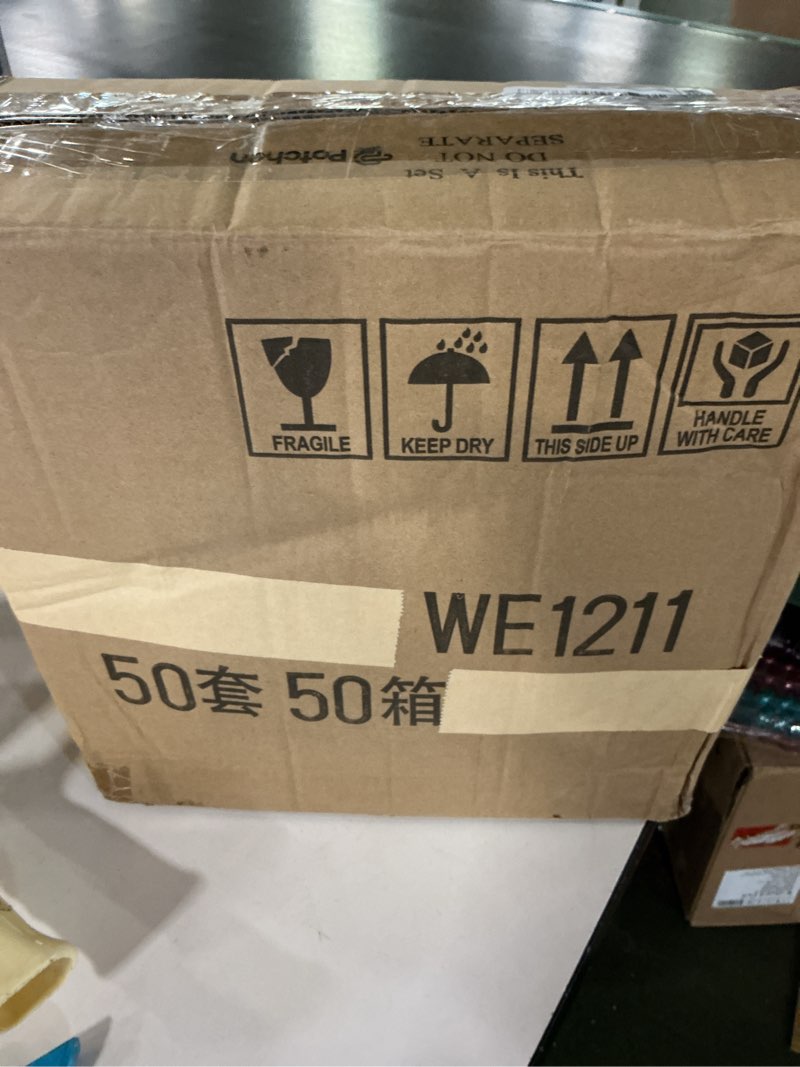 This Is A Set
DO NOT
SEPARATE
Potchen
FRAGILE
KEEP DRY
THIS SIDE UP
HANDLE
WITH CARE
WE1211
50套 50箱